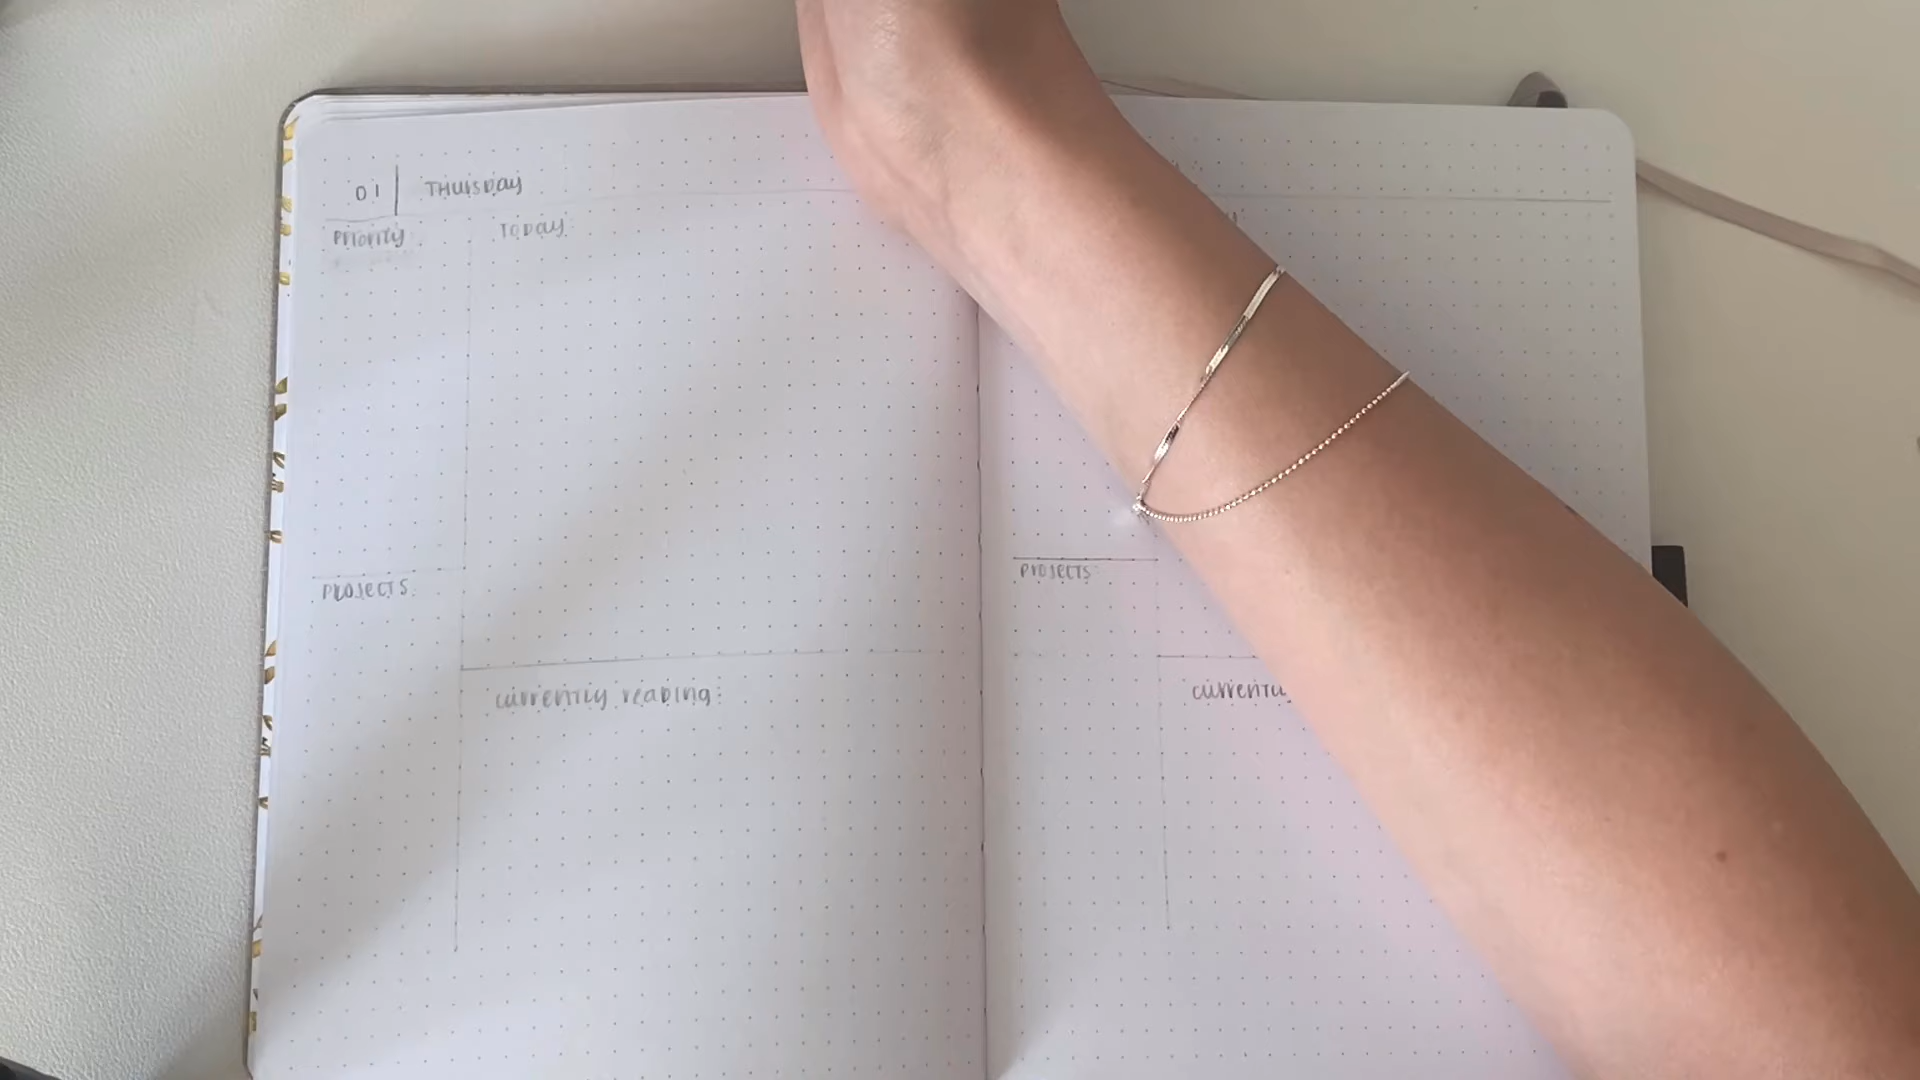 01 | THURSDAY
PRIORITY
TODAY
PROJECTS
currently reading:
PROJECTS